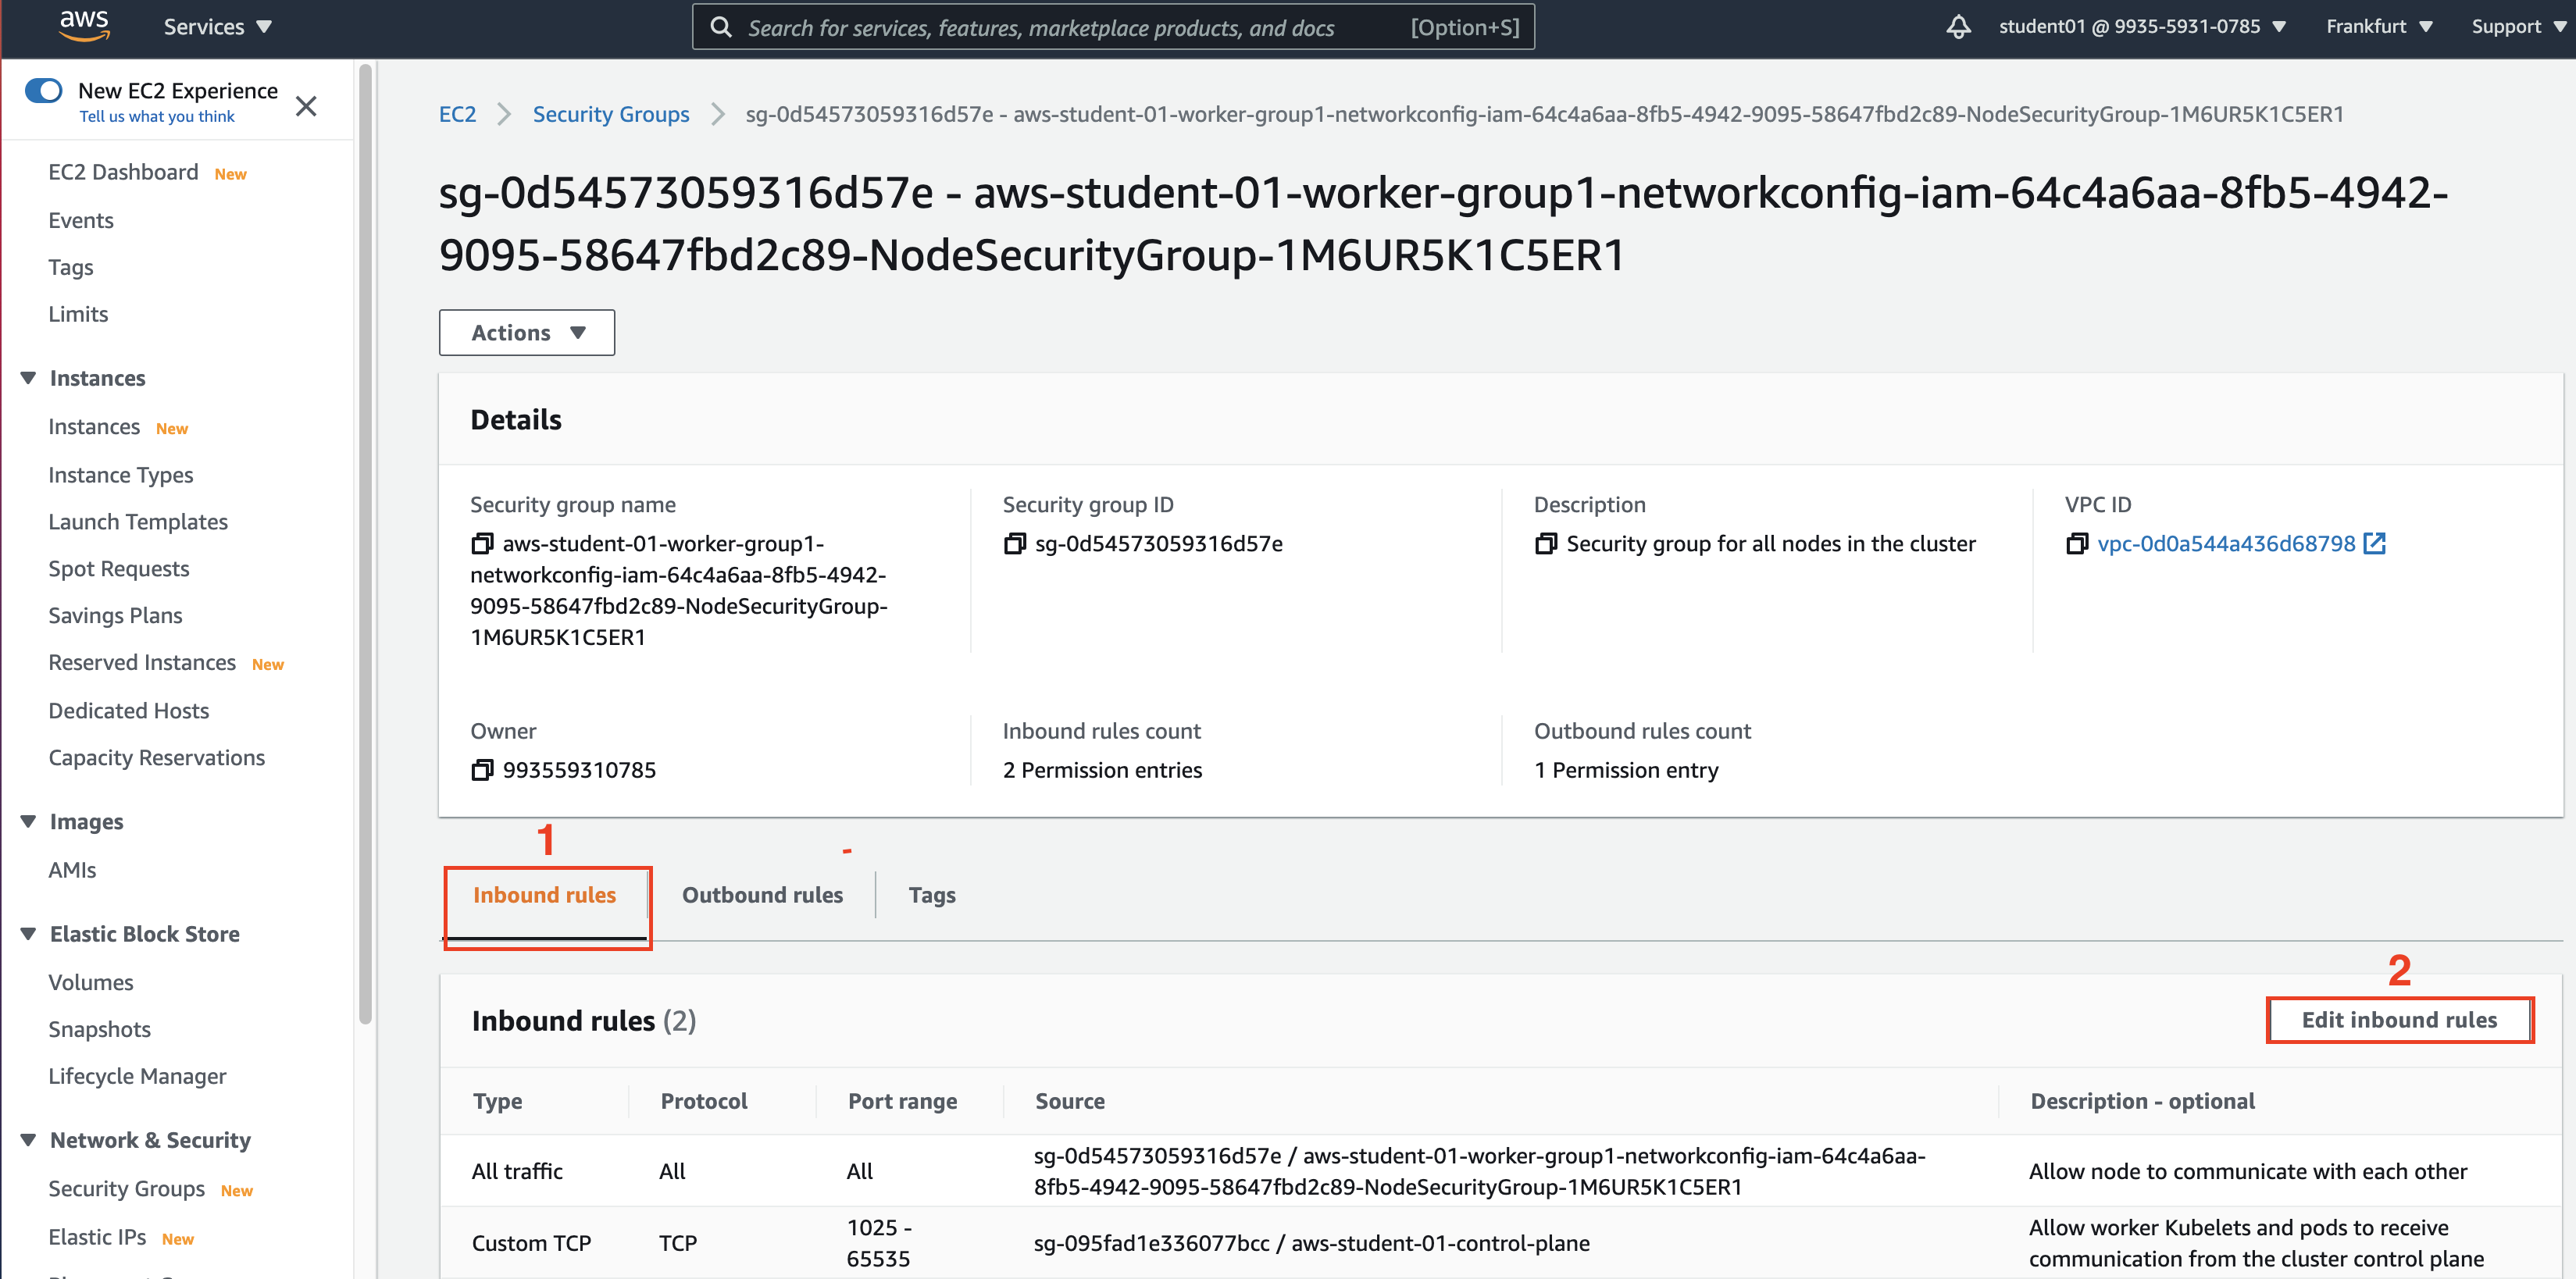 aws
Services
Search for services, features, marketplace products, and docs
[Option+S]
student01 @ 9935-5931-0785
Frankfurt
Support
New EC2 Experience
Tell us what you think
EC2 Dashboard New
Events
Tags
Limits
Instances
Instances New
Instance Types
Launch Templates
Spot Requests
Savings Plans
Reserved Instances New
Dedicated Hosts
Capacity Reservations
Images
AMIs
Elastic Block Store
Volumes
Snapshots
Lifecycle Manager
Network & Security
Security Groups New
Elastic IPs New
EC2 > Security Groups > sg-0d54573059316d57e - aws-student-01-worker-group1-networkconfig-iam-64c4a6aa-8fb5-4942-9095-58647fbd2c89-NodeSecurityGroup-1M6UR5K1C5ER1
sg-0d54573059316d57e - aws-student-01-worker-group1-networkconfig-iam-64c4a6aa-8fb5-4942-
9095-58647fbd2c89-NodeSecurityGroup-1M6UR5K1C5ER1
Actions
Details
Security group name
aws-student-01-worker-group1-
networkconfig-iam-64c4a6aa-8fb5-4942-
9095-58647fbd2c89-NodeSecurityGroup-
1M6UR5K1C5ER1
Security group ID
sg-0d54573059316d57e
Description
Security group for all nodes in the cluster
VPC ID
vpc-0d0a544a436d68798
Owner
993559310785
Inbound rules count
2 Permission entries
Outbound rules count
1 Permission entry
1
Inbound rules
Outbound rules
Tags
2
Inbound rules (2)
Edit inbound rules
Type
Protocol
Port range
Source
Description - optional
All traffic
All
All
sg-0d54573059316d57e / aws-student-01-worker-group1-networkconfig-iam-64c4a6aa-
8fb5-4942-9095-58647fbd2c89-NodeSecurityGroup-1M6UR5K1C5ER1
Allow node to communicate with each other
Custom TCP
TCP
1025 -
65535
sg-095fad1e336077bcc / aws-student-01-control-plane
Allow worker Kubelets and pods to receive
communication from the cluster control plane